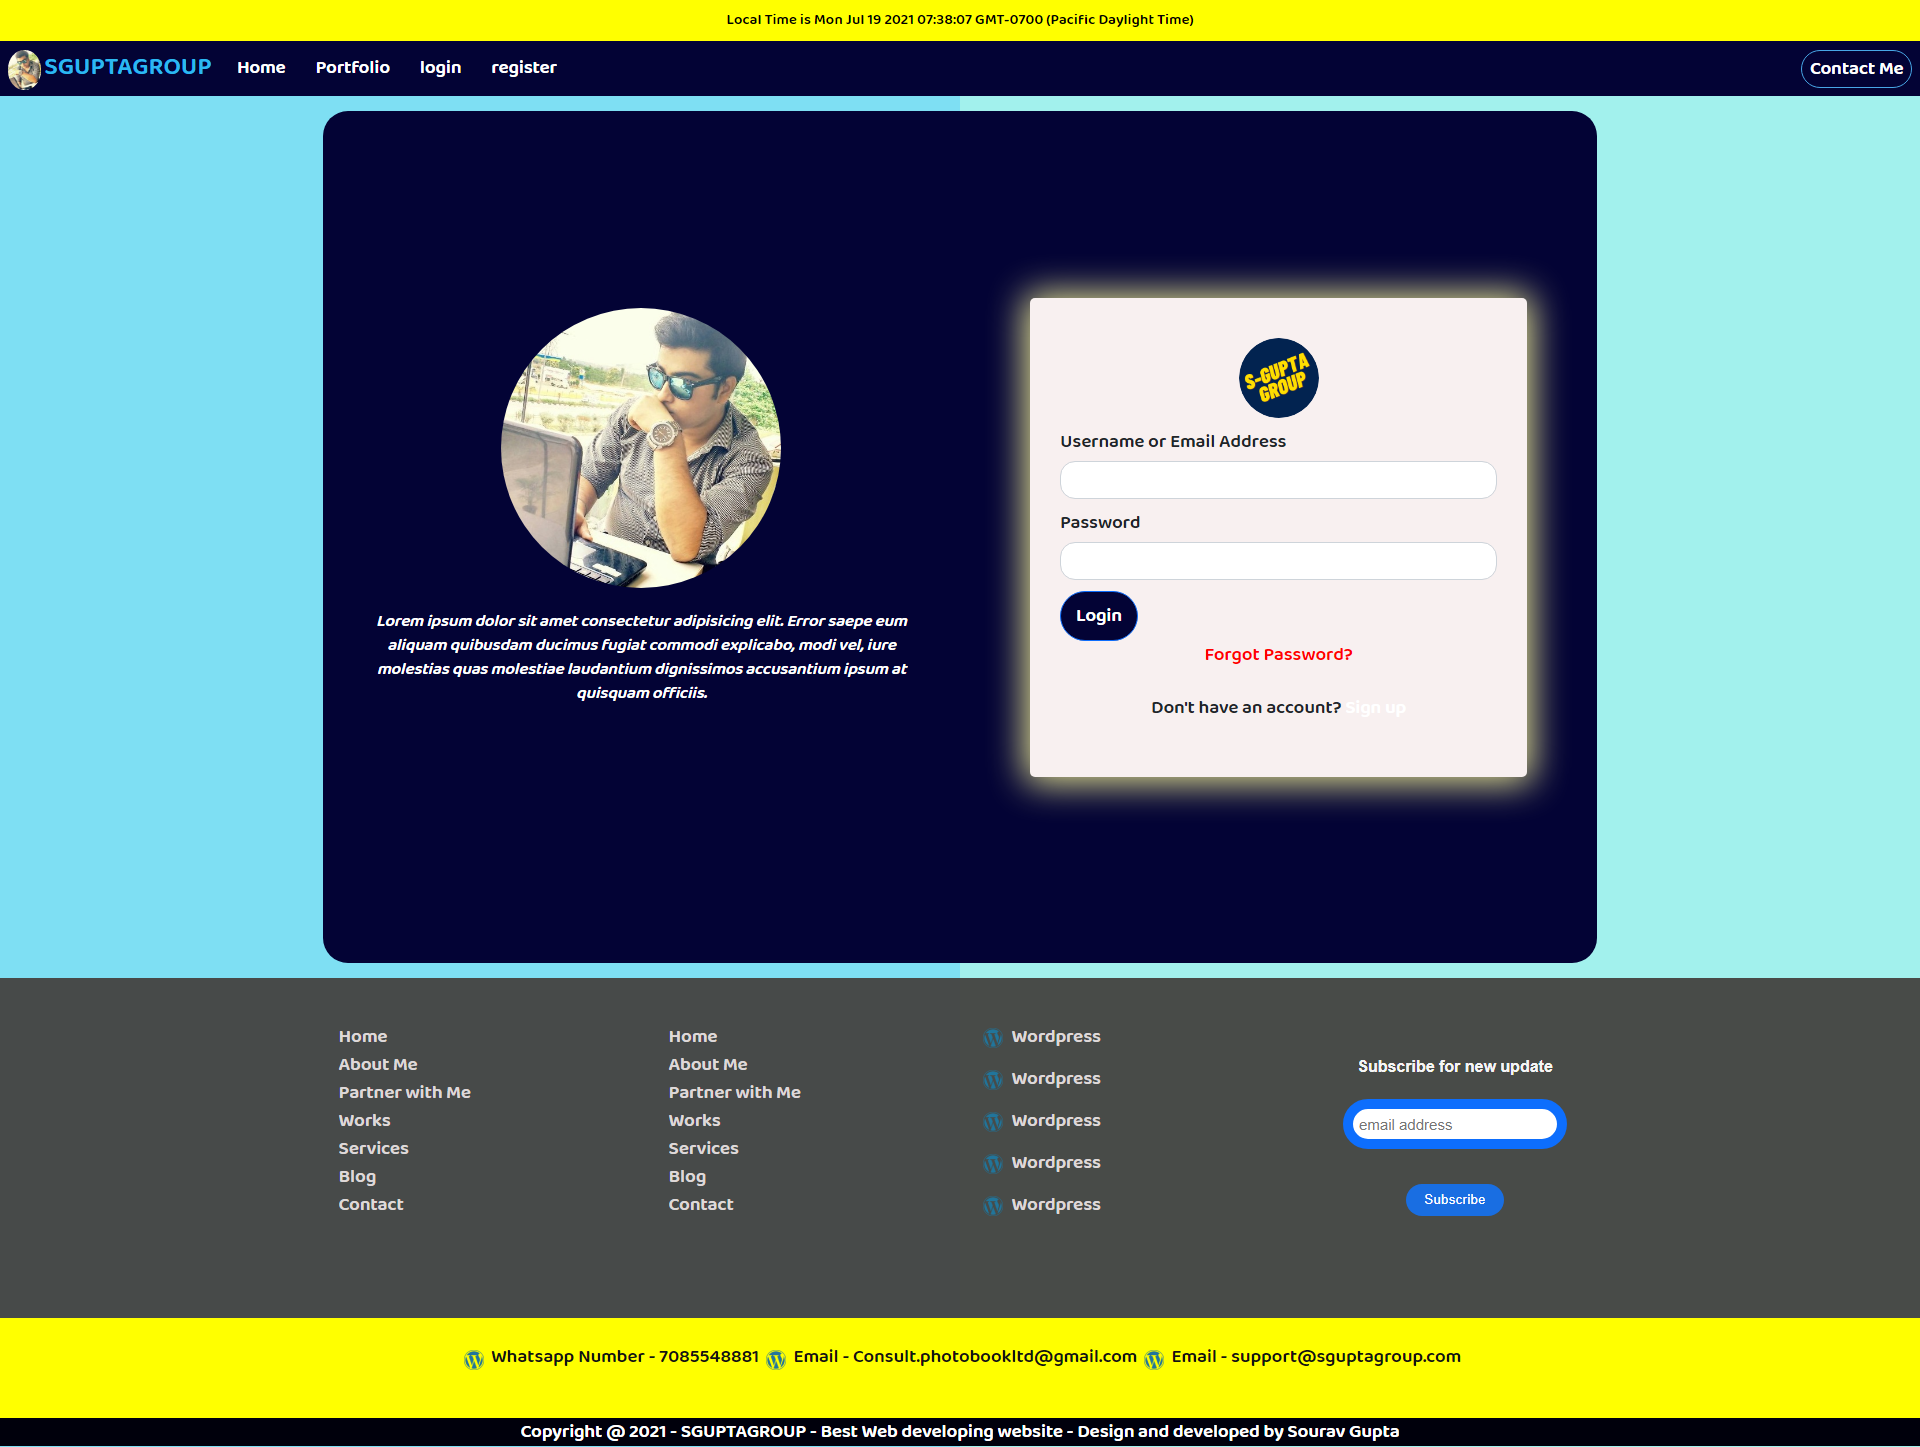 Local Time is Mon Jul 19 2021 07:38:07 GMT-0700 (Pacific Daylight Time)
SGUPTAGROUP Home Portfolio login register Contact Me
S-GUPTA
GROUP
Username or Email Address
Password
Login
Forgot Password?
Don't have an account? Sign up
Lorem ipsum dolor sit amet consectetur adipisicing elit. Error saepe eum
aliquam quibusdam ducimus fugiat commodi explicabo, modi vel, iure
molestias quas molestiae laudantium dignissimos accusantium ipsum at
quisquam officiis.
Home
About Me
Partner with Me
Works
Services
Blog
Contact
Home
About Me
Partner with Me
Works
Services
Blog
Contact
Wordpress
Wordpress
Wordpress
Wordpress
Wordpress
Subscribe for new update
email address
Subscribe
Whatsapp Number - 7085548881 Email - Consult.photobookltd@gmail.com Email - support@sguptagroup.com
Copyright @ 2021 - SGUPTAGROUP - Best Web developing website - Design and developed by Sourav Gupta